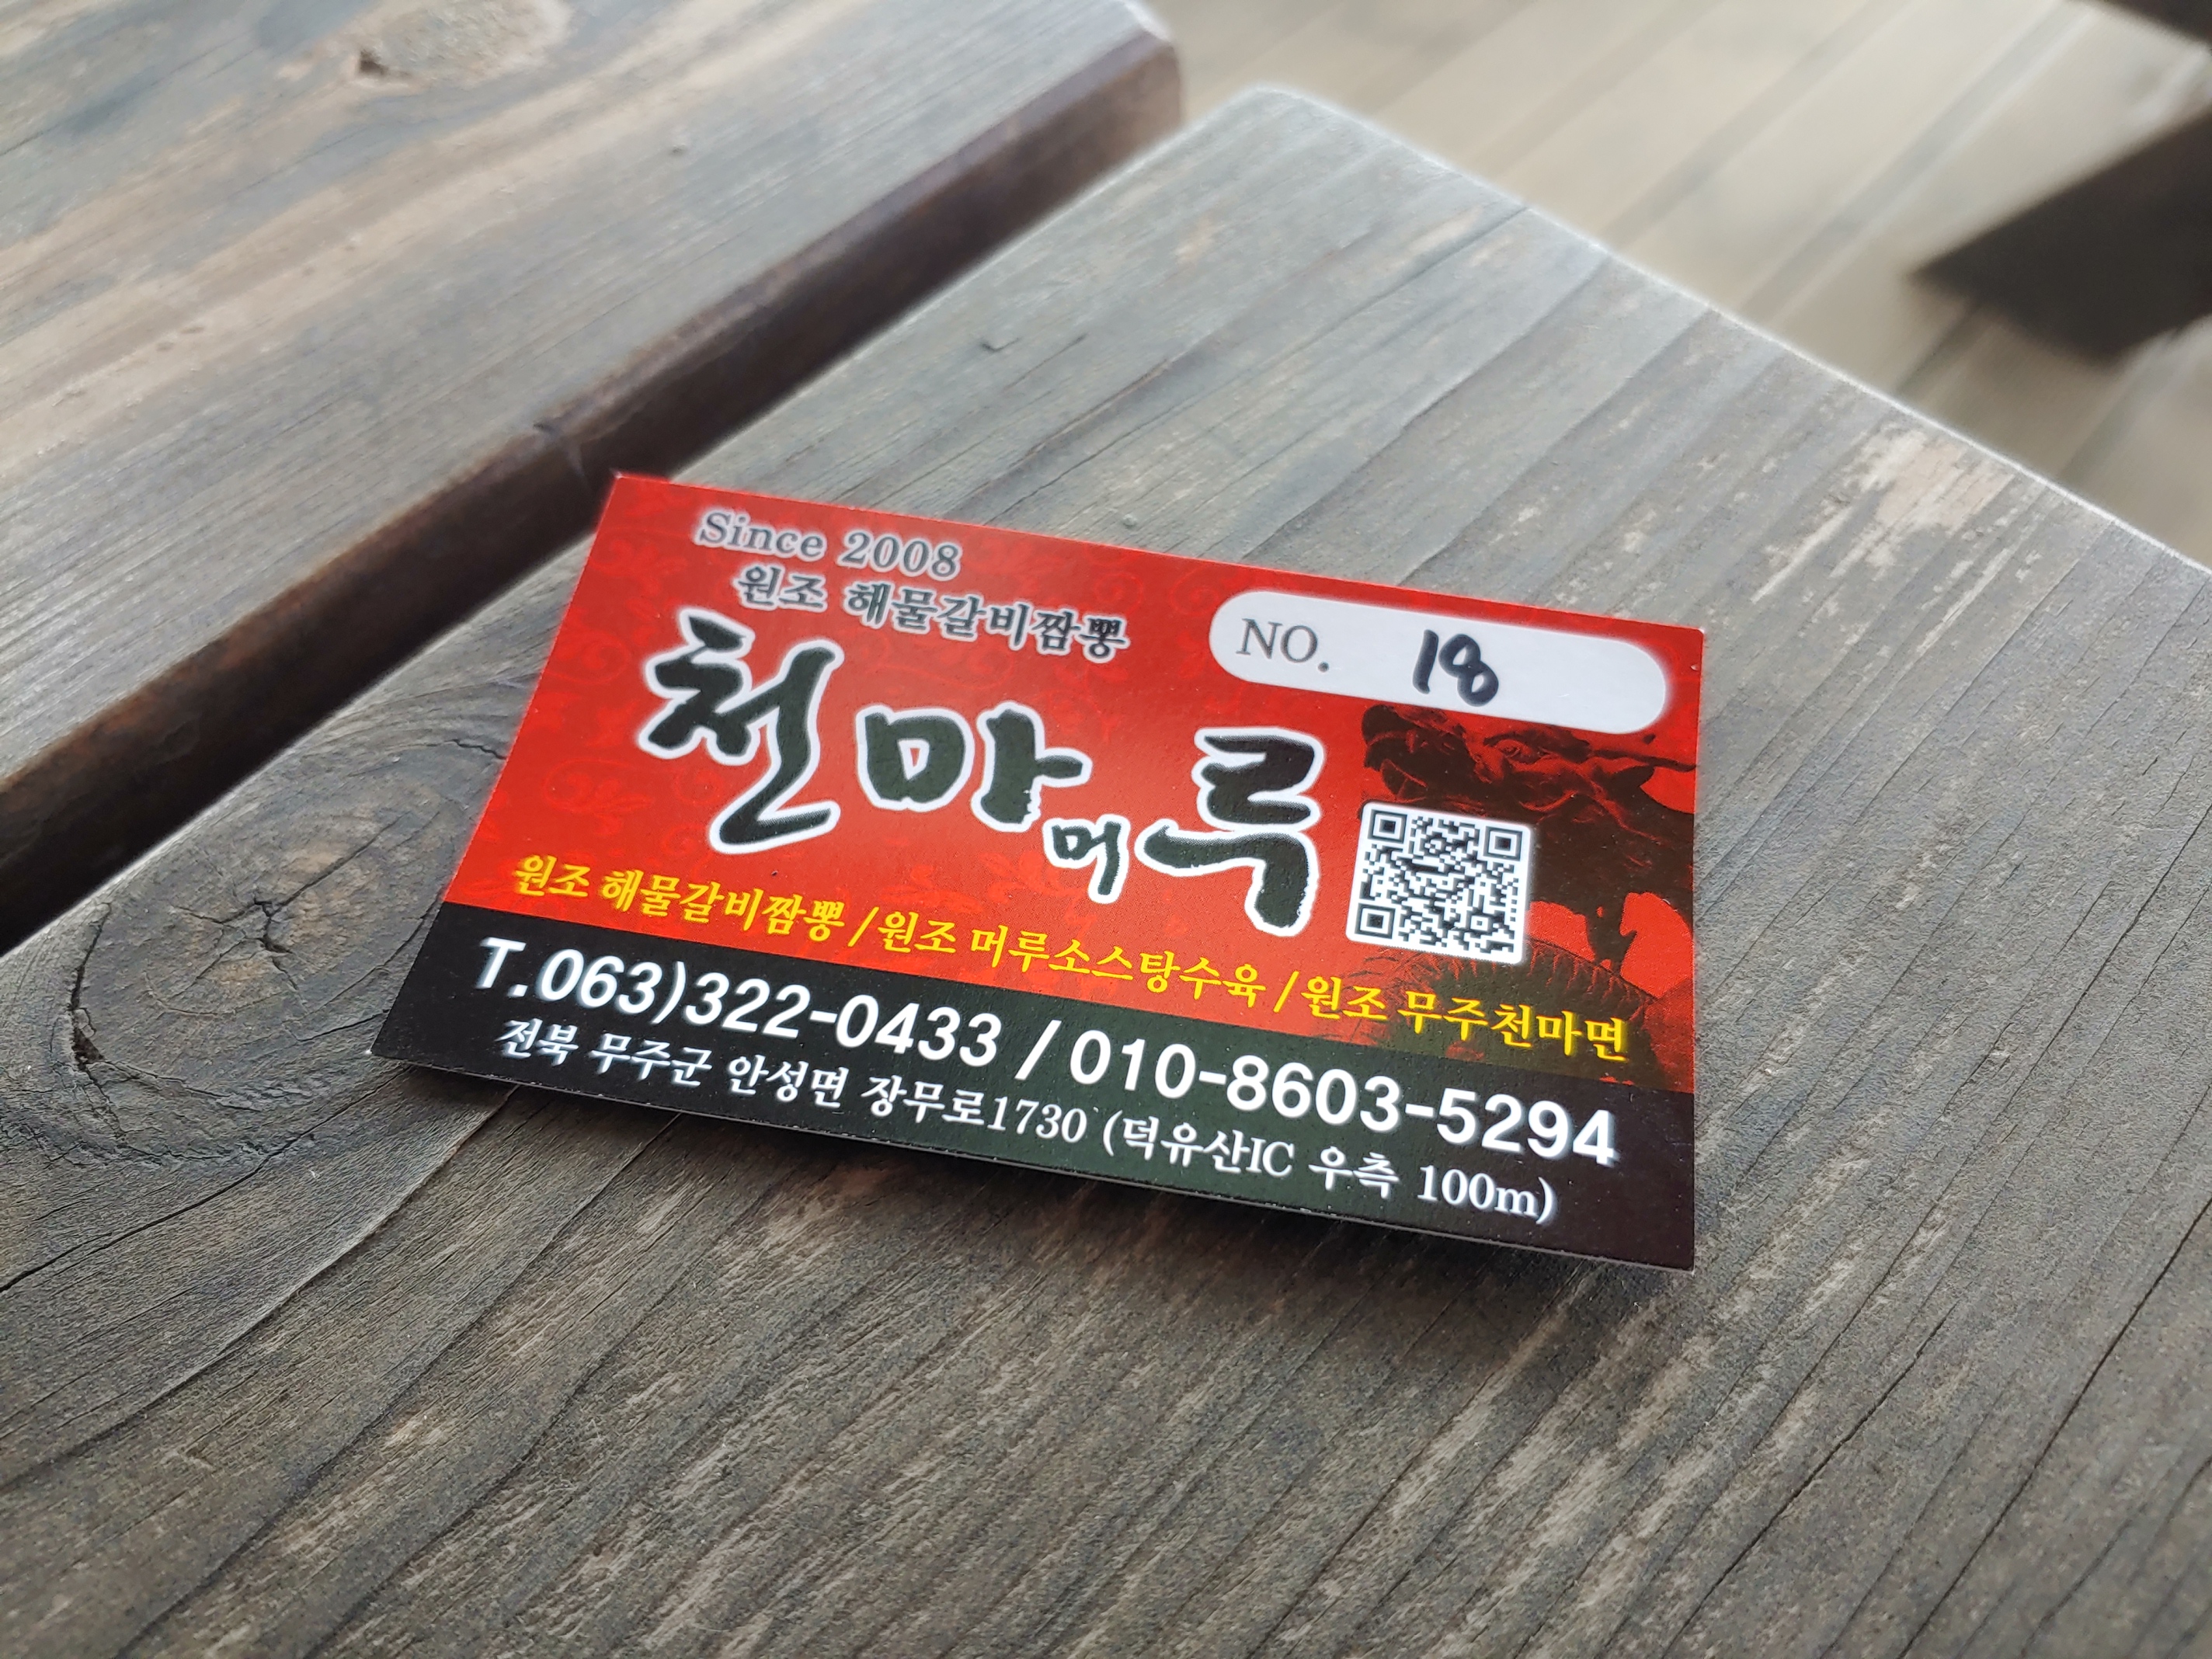 Since 2008
원조 해물갈비짬뽕
NO. 18
천마머루
원조 해물갈비짬뽕 / 원조 머루소스탕수육 / 원조 무주천마면
T.063)322-0433 / 010-8603-5294
전북 무주군 안성면 장무로1730 (덕유산IC 우측 100m)